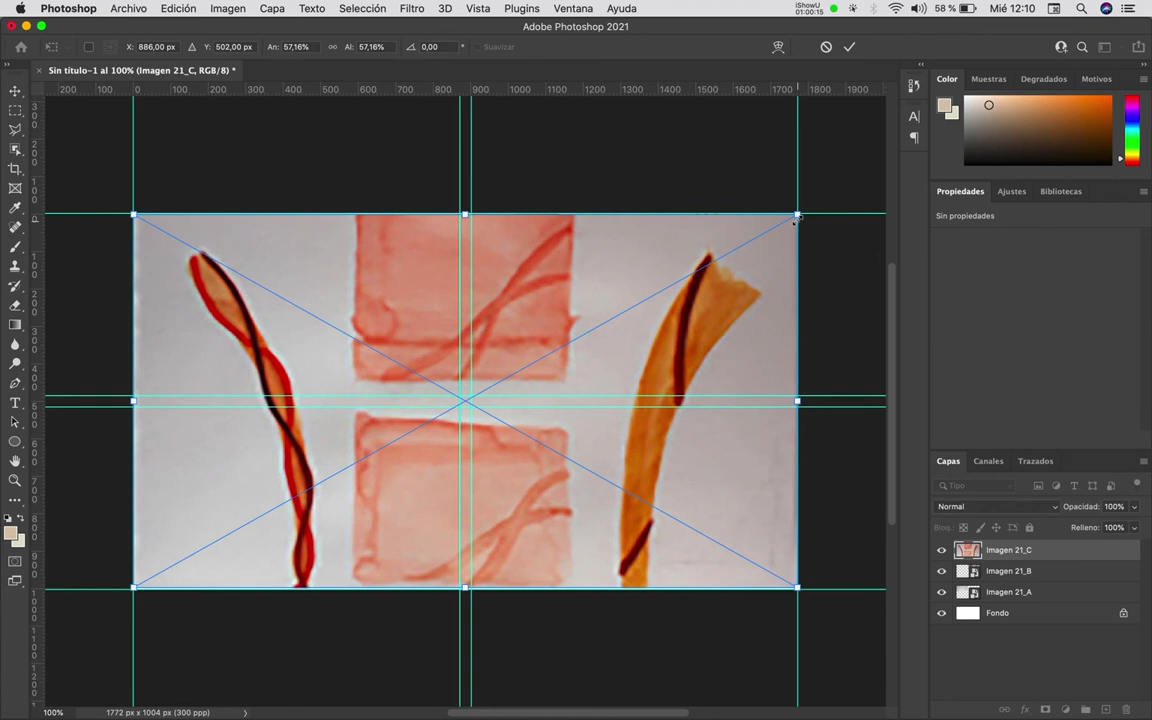 Photoshop Archivo Edición Imagen Capa Texto Selección Filtro 3D Vista Plugins Ventana Ayuda iShowU 00:00:15 58 % Mié 12:10
Adobe Photoshop 2021
X: 886,00 px Y: 502,00 px An: 57,16% Al: 57,16% 0,00 ° Suavizar
Sin título-1 al 100% (Imagen 21_C, RGB/8) *
200 100 0 100 200 300 400 500 600 700 800 900 1000 1100 1200 1300 1400 1500 1600 1700 1800 1900
Color Muestras Degradados Motivos
Propiedades Ajustes Bibliotecas
Sin propiedades
Capas Canales Trazados
Tipo
Normal Opacidad: 100%
Bloq.: Relleno: 100%
Imagen 21_C
Imagen 21_B
Imagen 21_A
Fondo
100% 1772 px x 1004 px (300 ppp)